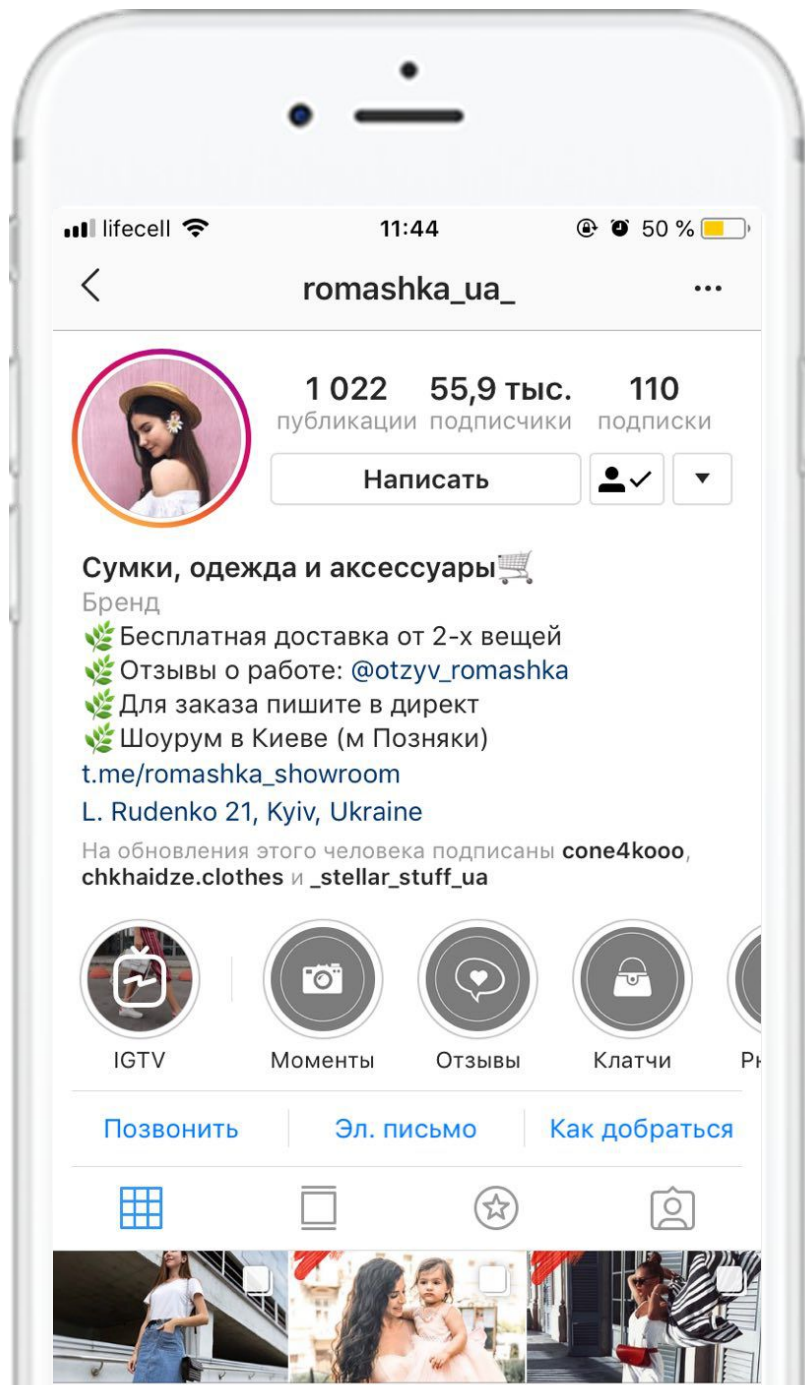 lifecell 11:44 50 %
romashka_ua_
1 022 55,9 тыс. 110
публикации подписчики подписки
Написать
Сумки, одежда и аксессуары
Бренд
Бесплатная доставка от 2-х вещей
Отзывы о работе: @otzyv_romashka
Для заказа пишите в директ
Шоурум в Киеве (м Позняки)
t.me/romashka_showroom
L. Rudenko 21, Kyiv, Ukraine
На обновления этого человека подписаны cone4kooo,
chkhaidze.clothes и _stellar_stuff_ua
IGTV Моменты Отзывы Клатчи
Позвонить Эл. письмо Как добраться